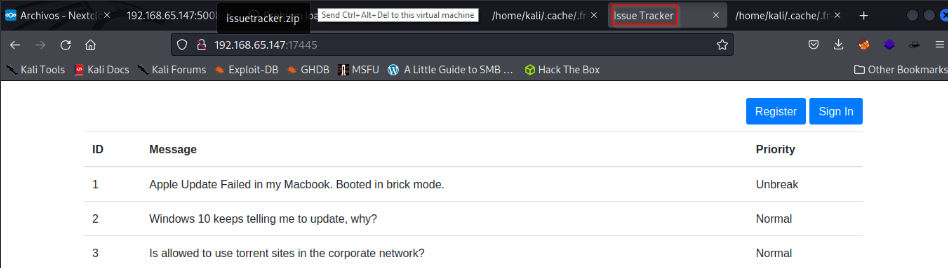 Archivos - Nextclo
192.168.65.147:500
issuetracker.zip
Send Ctrl+Alt+Del to this virtual machine
/home/kali/.cache/.fr
Issue Tracker
/home/kali/.cache/.fr
192.168.65.147:17445
Kali Tools Kali Docs Kali Forums Exploit-DB GHDB MSFU A Little Guide to SMB ... Hack The Box Other Bookmarks
Register Sign In
ID Message Priority
1 Apple Update Failed in my Macbook. Booted in brick mode. Unbreak
2 Windows 10 keeps telling me to update, why? Normal
3 Is allowed to use torrent sites in the corporate network? Normal